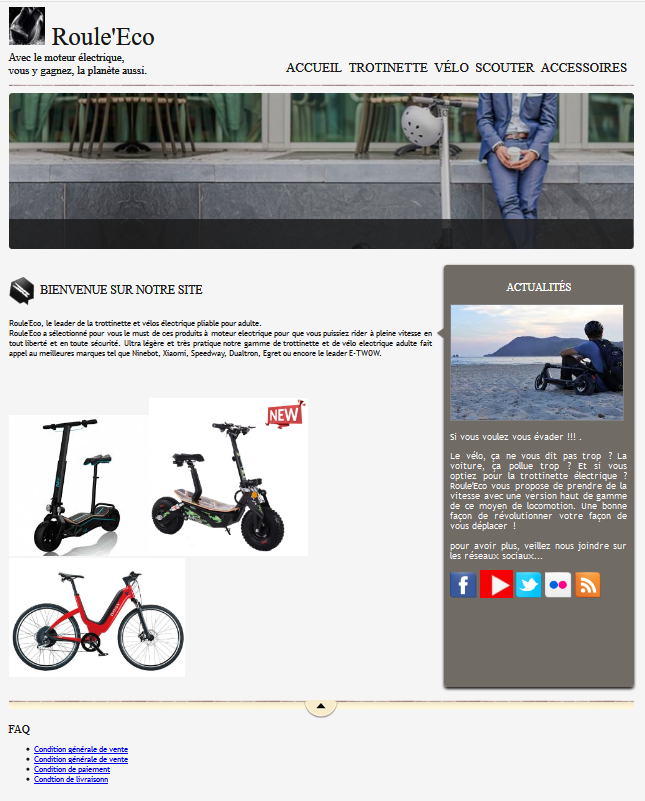 Roule'Eco
Avec le moteur électrique,
vous y gagnez, la planète aussi.
ACCUEIL TROTINETTE VÉLO SCOOTER ACCESSOIRES
BIENVENUE SUR NOTRE SITE
Roule'Eco, le leader de la trottinette et vélos électrique pliable pour adulte.
Roule'Eco a sélectionné pour vous le must de ces produits à moteur electrique pour que vous puissiez rider à pleine vitesse en
tout liberté et en toute sécurité. Ultra légère et très pratique notre gamme de trottinette et de vélo electrique adulte fait
appel au meilleures marques tel que Ninebot, Xiaomi, Speedway, Dualtron, Egret ou encore le leader E-TWOW.
NEW
ACTUALITÉS
Si vous voulez vous évader !!! .
Le vélo, ça ne vous dit pas trop ? La
voiture, ça pollue trop ? Et si vous
optiez pour la trottinette électrique ?
Roule'Eco vous propose de prendre de la
vitesse avec une version haut de gamme
de ce moyen de locomotion. Une bonne
façon de révolutionner votre façon de
vous déplacer !
pour avoir plus, veillez nous joindre sur
les réseaux sociaux...
FAQ
Condition générale de vente
Condition générale de vente
Condition de paiement
Condtion de livraisonn